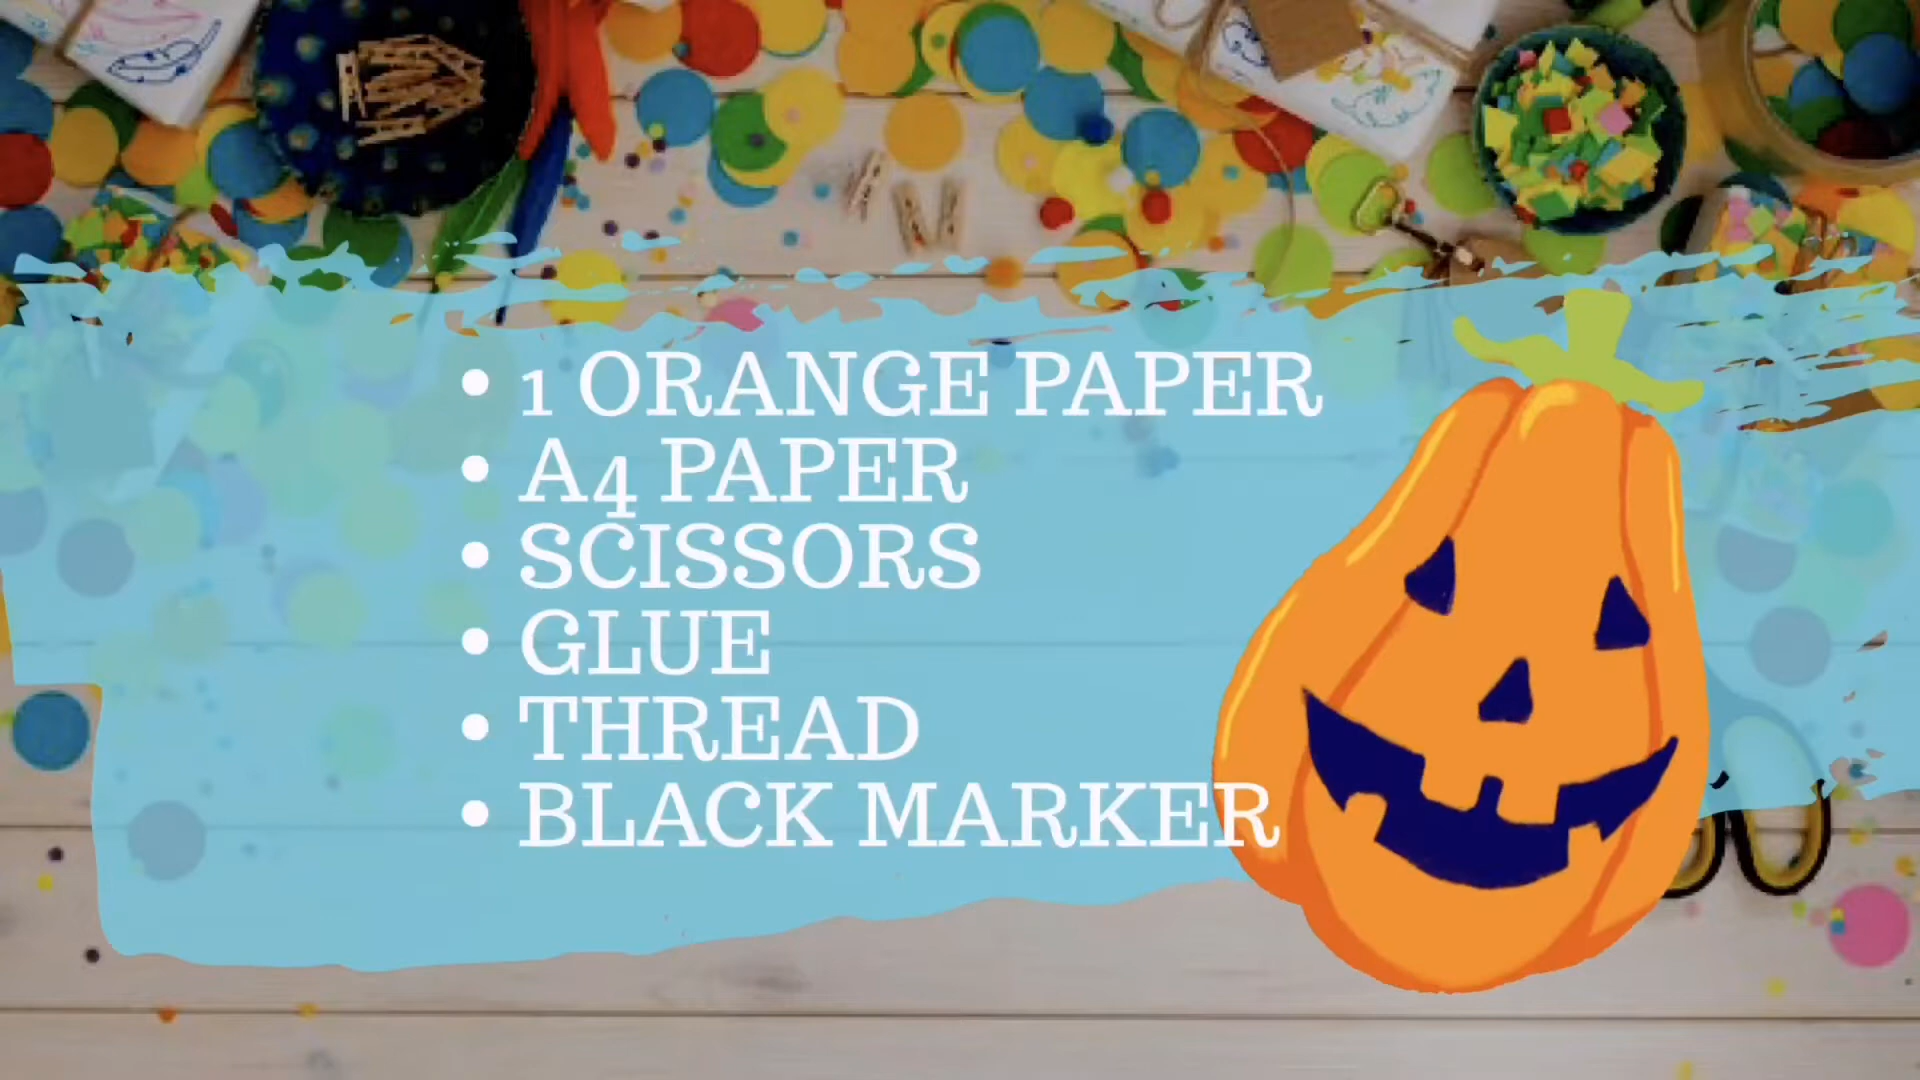 • 1 ORANGE PAPER
• A4 PAPER
• SCISSORS
• GLUE
• THREAD
• BLACK MARKER